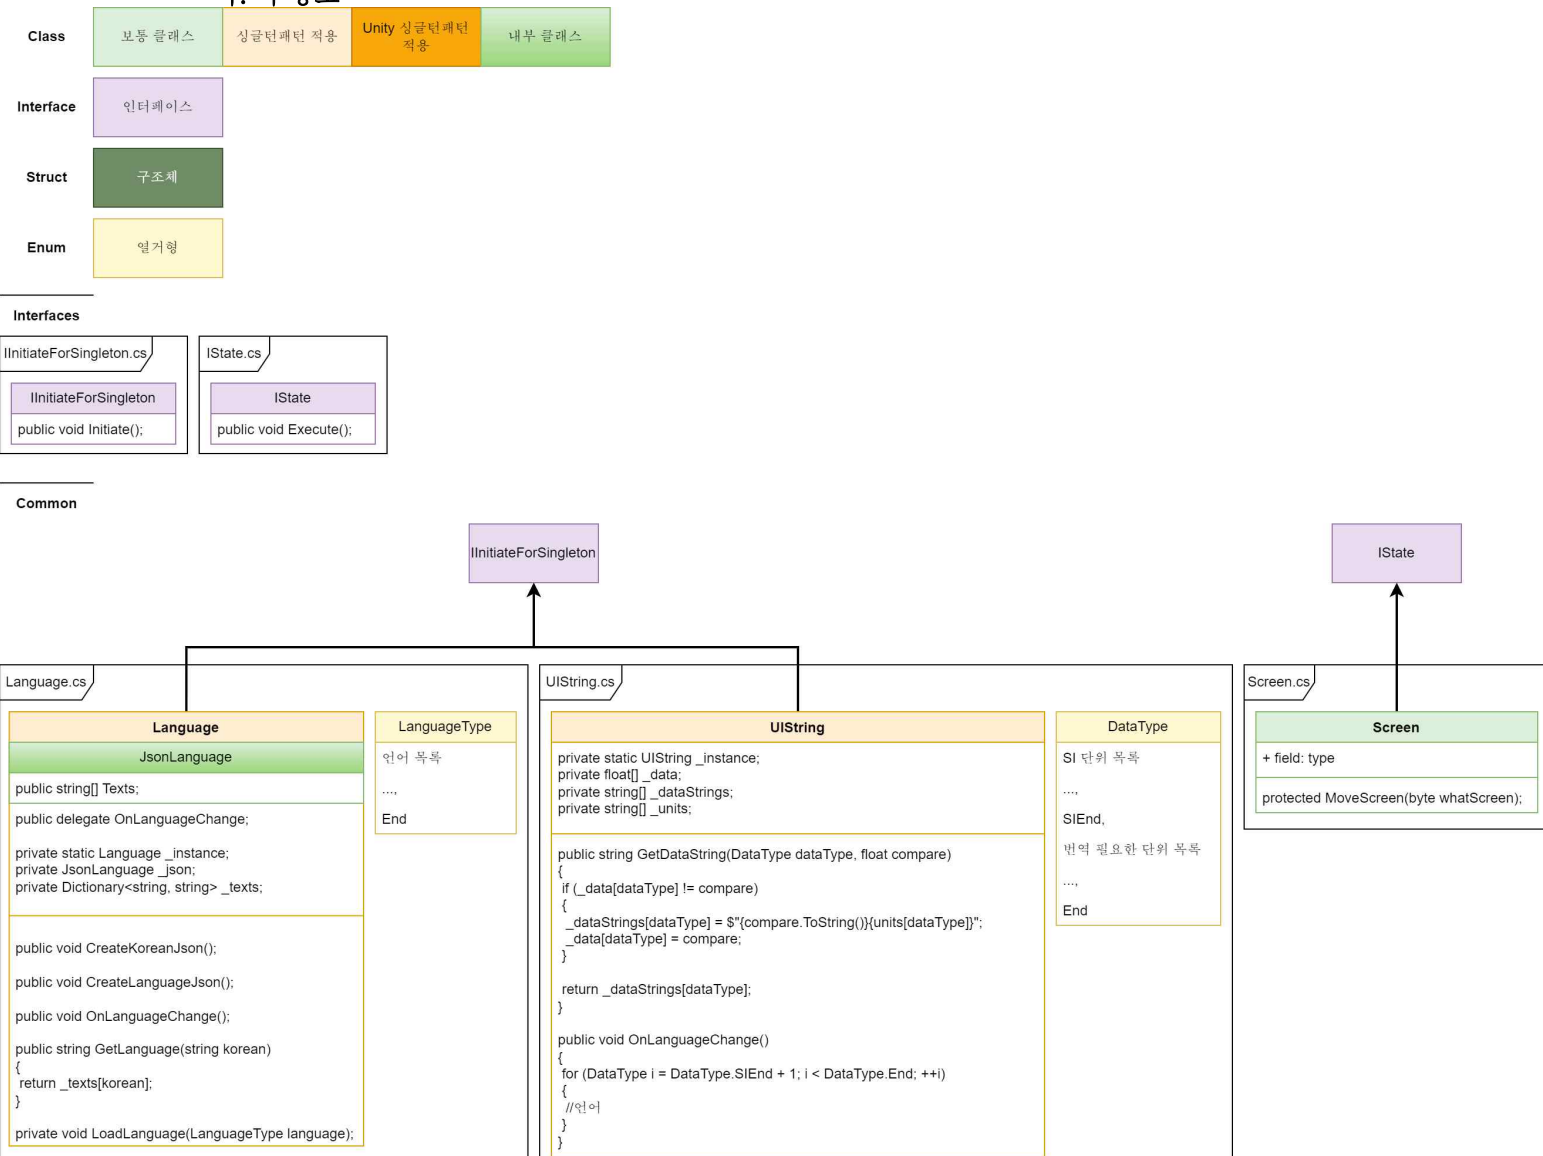 Class
보통 클래스
싱글턴패턴 적용
Unity 싱글턴패턴
적용
내부 클래스
Interface
인터페이스
Struct
구조체
Enum
열거형
Interfaces
IInitiateForSingleton.cs
IState.cs
IInitiateForSingleton
public void Initiate();
IState
public void Execute();
Common
IInitiateForSingleton
IState
Language.cs
Language
JsonLanguage
public string[] Texts;
public delegate OnLanguageChange;
private static Language _instance;
private JsonLanguage _json;
private Dictionary<string, string> _texts;
public void CreateKoreanJson();
public void CreateLanguageJson();
public void OnLanguageChange();
public string GetLanguage(string korean)
{
return _texts[korean];
}
private void LoadLanguage(LanguageType language);
LanguageType
언어 목록
...,
End
UIString.cs
UIString
private static UIString _instance;
private float[] _data;
private string[] _dataStrings;
private string[] _units;
public string GetDataString(DataType dataType, float compare)
{
if (_data[dataType] != compare)
{
_dataStrings[dataType] = $"{compare.ToString()}{units[dataType]}";
_data[dataType] = compare;
}
return _dataStrings[dataType];
}
public void OnLanguageChange()
{
for (DataType i = DataType.SIEnd + 1; i < DataType.End; ++i)
{
//언어
}
}
DataType
SI 단위 목록
...,
SIEnd,
번역 필요한 단위 목록
...,
End
Screen.cs
Screen
+ field: type
protected MoveScreen(byte whatScreen);